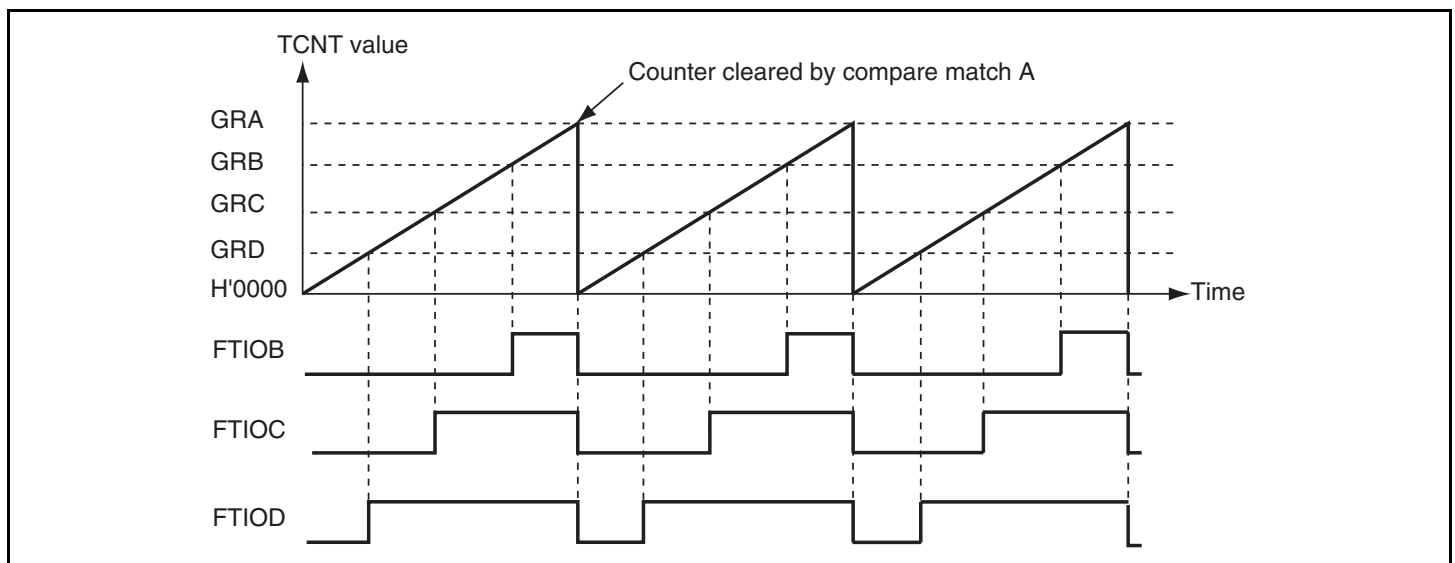 TCNT value
Counter cleared by compare match A
GRA
GRB
GRC
GRD
H'0000
Time
FTIOB
FTIOC
FTIOD